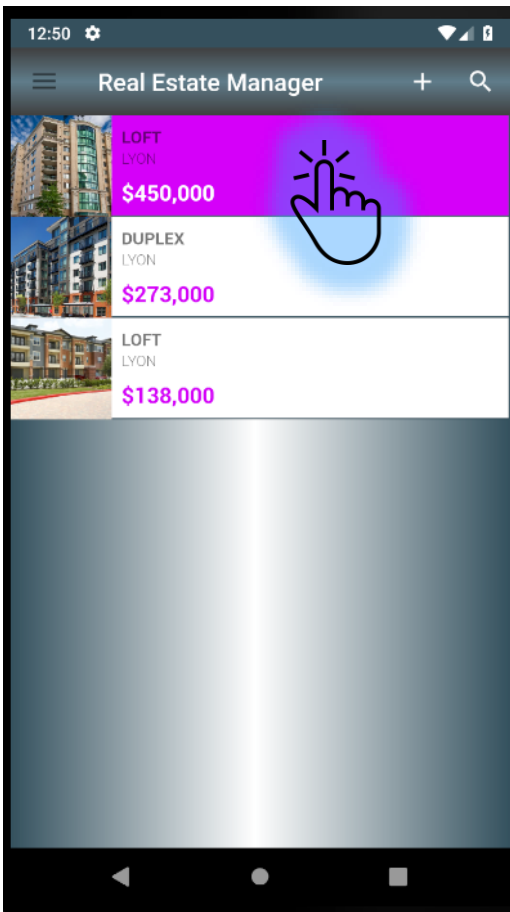 12:50
Real Estate Manager
LOFT
LYON
$450,000
DUPLEX
LYON
$273,000
LOFT
LYON
$138,000